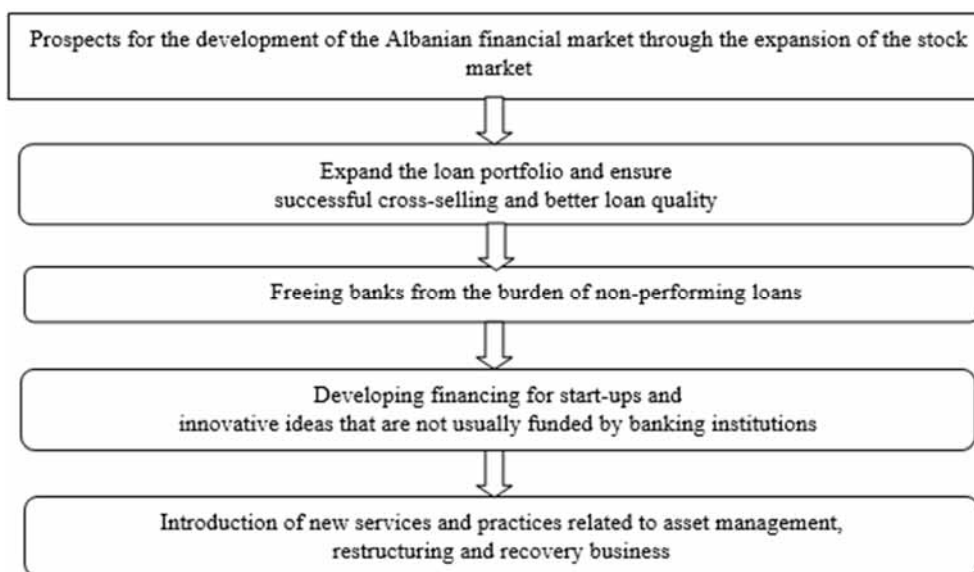 Prospects for the development of the Albanian financial market through the expansion of the stock
market
Expand the loan portfolio and ensure
successful cross-selling and better loan quality
Freeing banks from the burden of non-performing loans
Developing financing for start-ups and
innovative ideas that are not usually funded by banking institutions
Introduction of new services and practices related to asset management,
restructuring and recovery business